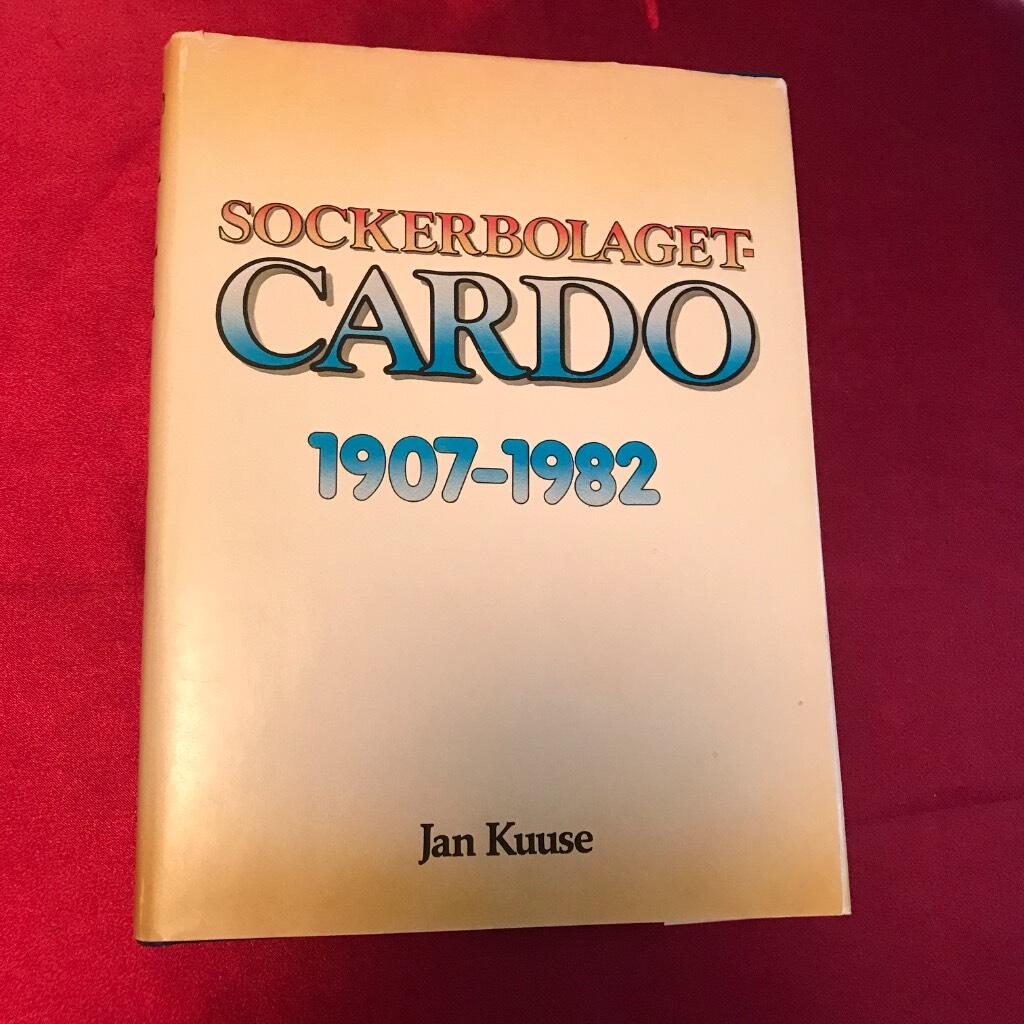 SOCKERBOLAGET-
CARDO
1907-1982
Jan Kuuse